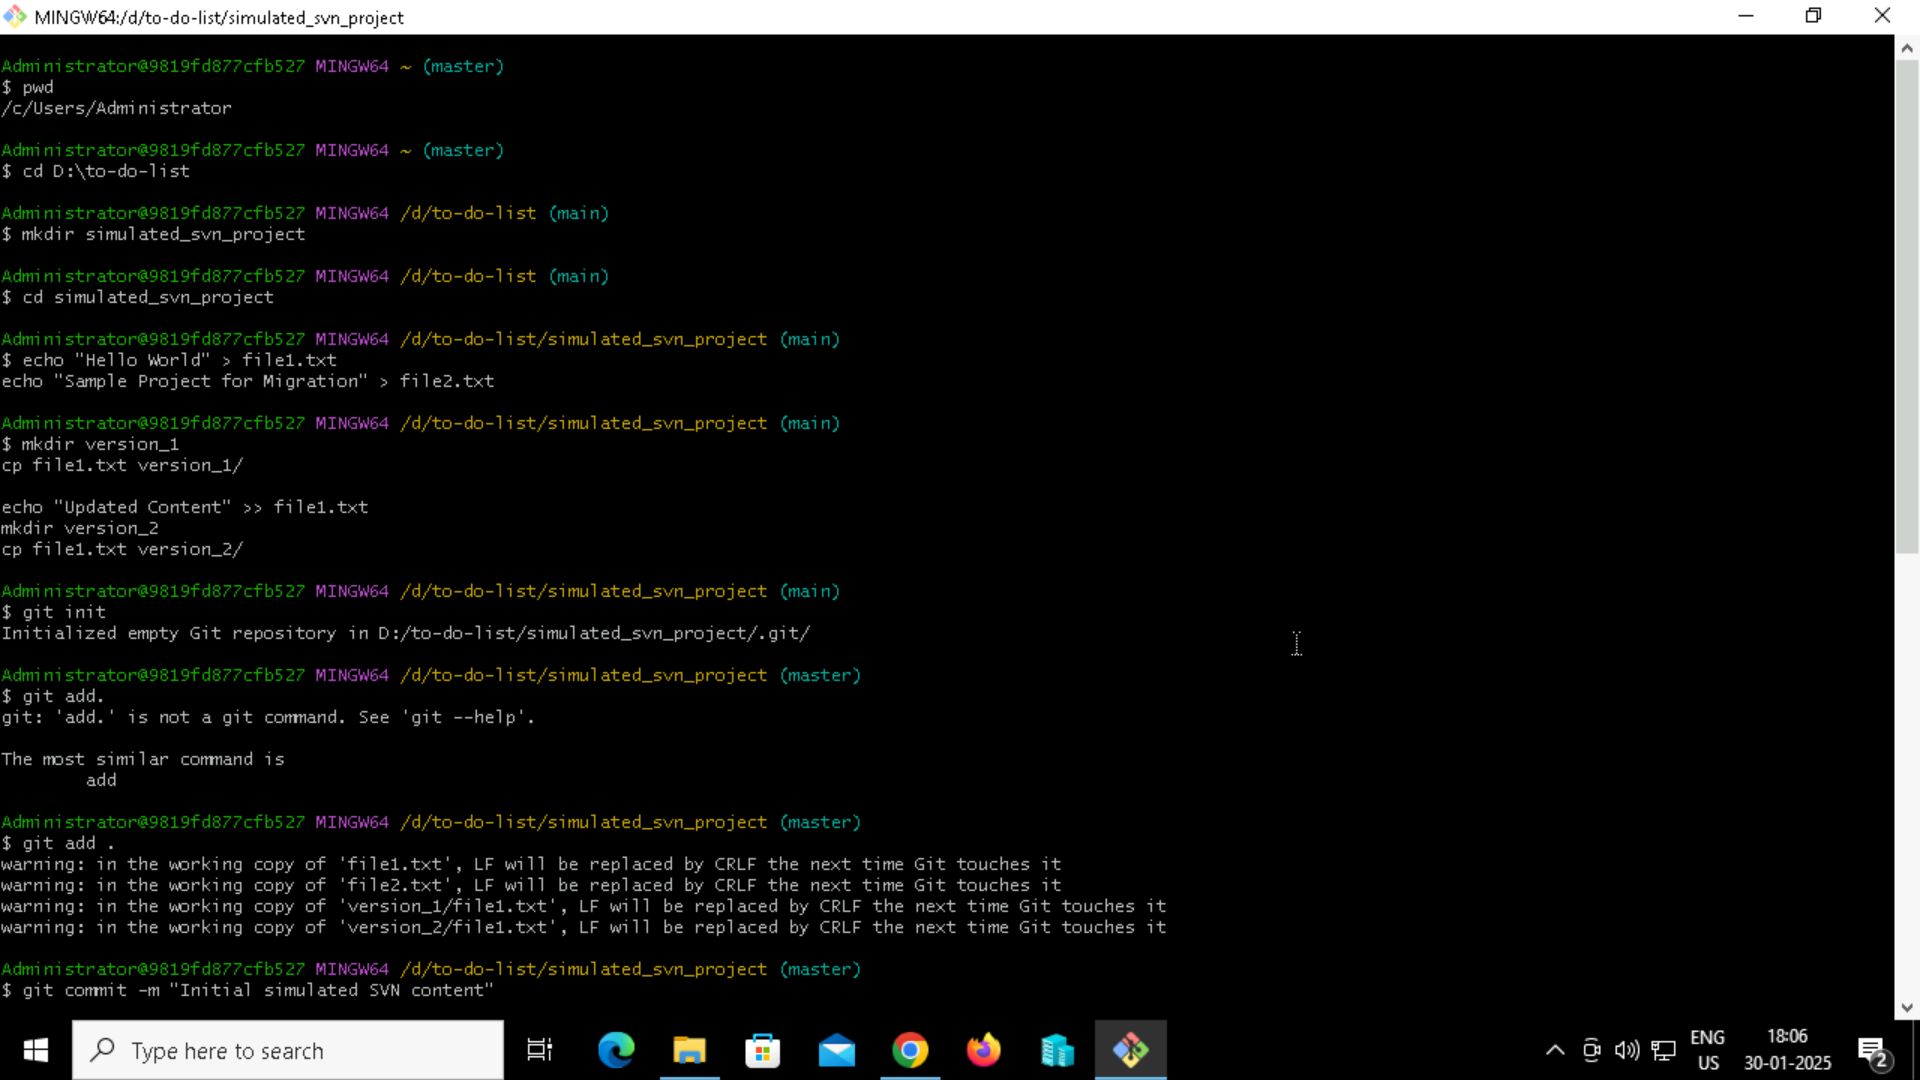 MINGW64:/d/to-do-list/simulated_svn_project
Administrator@9819fd877cfb527 MINGW64 ~ (master)
$ pwd
/c/Users/Administrator
Administrator@9819fd877cfb527 MINGW64 ~ (master)
$ cd D:\to-do-list
Administrator@9819fd877cfb527 MINGW64 /d/to-do-list (main)
$ mkdir simulated_svn_project
Administrator@9819fd877cfb527 MINGW64 /d/to-do-list (main)
$ cd simulated_svn_project
Administrator@9819fd877cfb527 MINGW64 /d/to-do-list/simulated_svn_project (main)
$ echo "Hello World" > file1.txt
echo "Sample Project for Migration" > file2.txt
Administrator@9819fd877cfb527 MINGW64 /d/to-do-list/simulated_svn_project (main)
$ mkdir version_1
cp file1.txt version_1/
echo "Updated Content" >> file1.txt
mkdir version_2
cp file1.txt version_2/
Administrator@9819fd877cfb527 MINGW64 /d/to-do-list/simulated_svn_project (main)
$ git init
Initialized empty Git repository in D:/to-do-list/simulated_svn_project/.git/
Administrator@9819fd877cfb527 MINGW64 /d/to-do-list/simulated_svn_project (master)
$ git add.
git: 'add.' is not a git command. See 'git --help'.
The most similar command is
add
Administrator@9819fd877cfb527 MINGW64 /d/to-do-list/simulated_svn_project (master)
$ git add .
warning: in the working copy of 'file1.txt', LF will be replaced by CRLF the next time Git touches it
warning: in the working copy of 'file2.txt', LF will be replaced by CRLF the next time Git touches it
warning: in the working copy of 'version_1/file1.txt', LF will be replaced by CRLF the next time Git touches it
warning: in the working copy of 'version_2/file1.txt', LF will be replaced by CRLF the next time Git touches it
Administrator@9819fd877cfb527 MINGW64 /d/to-do-list/simulated_svn_project (master)
$ git commit -m "Initial simulated SVN content"
Type here to search
ENG
US
18:06
30-01-2025
2